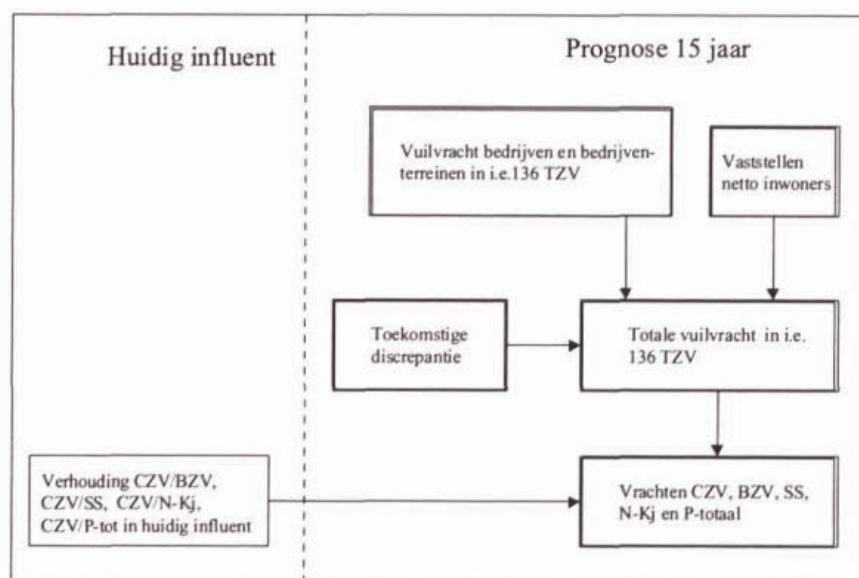 Huidig influent
Prognose 15 jaar
Vuilvracht bedrijven en bedrijven-
terreinen in i.e.136 TZV
Vaststellen
netto inwoners
Toekomstige
discrepantie
Totale vuilvracht in i.e.
136 TZV
Verhouding CZV/BZV,
CZV/SS, CZV/N-Kj,
CZV/P-tot in huidig influent
Vrachten CZV, BZV, SS,
N-Kj en P-totaal